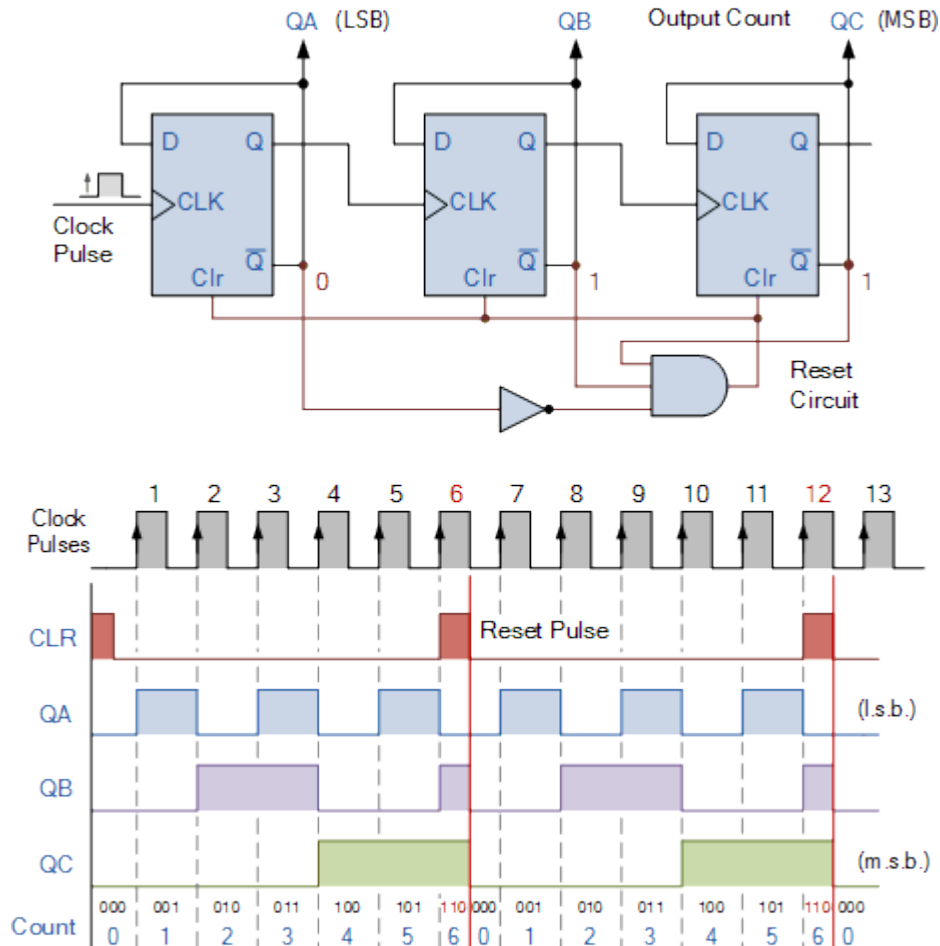 QA (LSB) QB Output Count QC (MSB)
D Q D Q D Q
CLK CLK CLK
Clock
Pulse
Q̅ Q̅ Q̅
Clr 0 Clr 1 Clr 1
Reset
Circuit
1 2 3 4 5 6 7 8 9 10 11 12 13
Clock
Pulses
CLR Reset Pulse
QA (l.s.b.)
QB
QC (m.s.b.)
000 001 010 011 100 101 110 000 001 010 011 100 101 110 000
Count 0 1 2 3 4 5 6 0 1 2 3 4 5 6 0